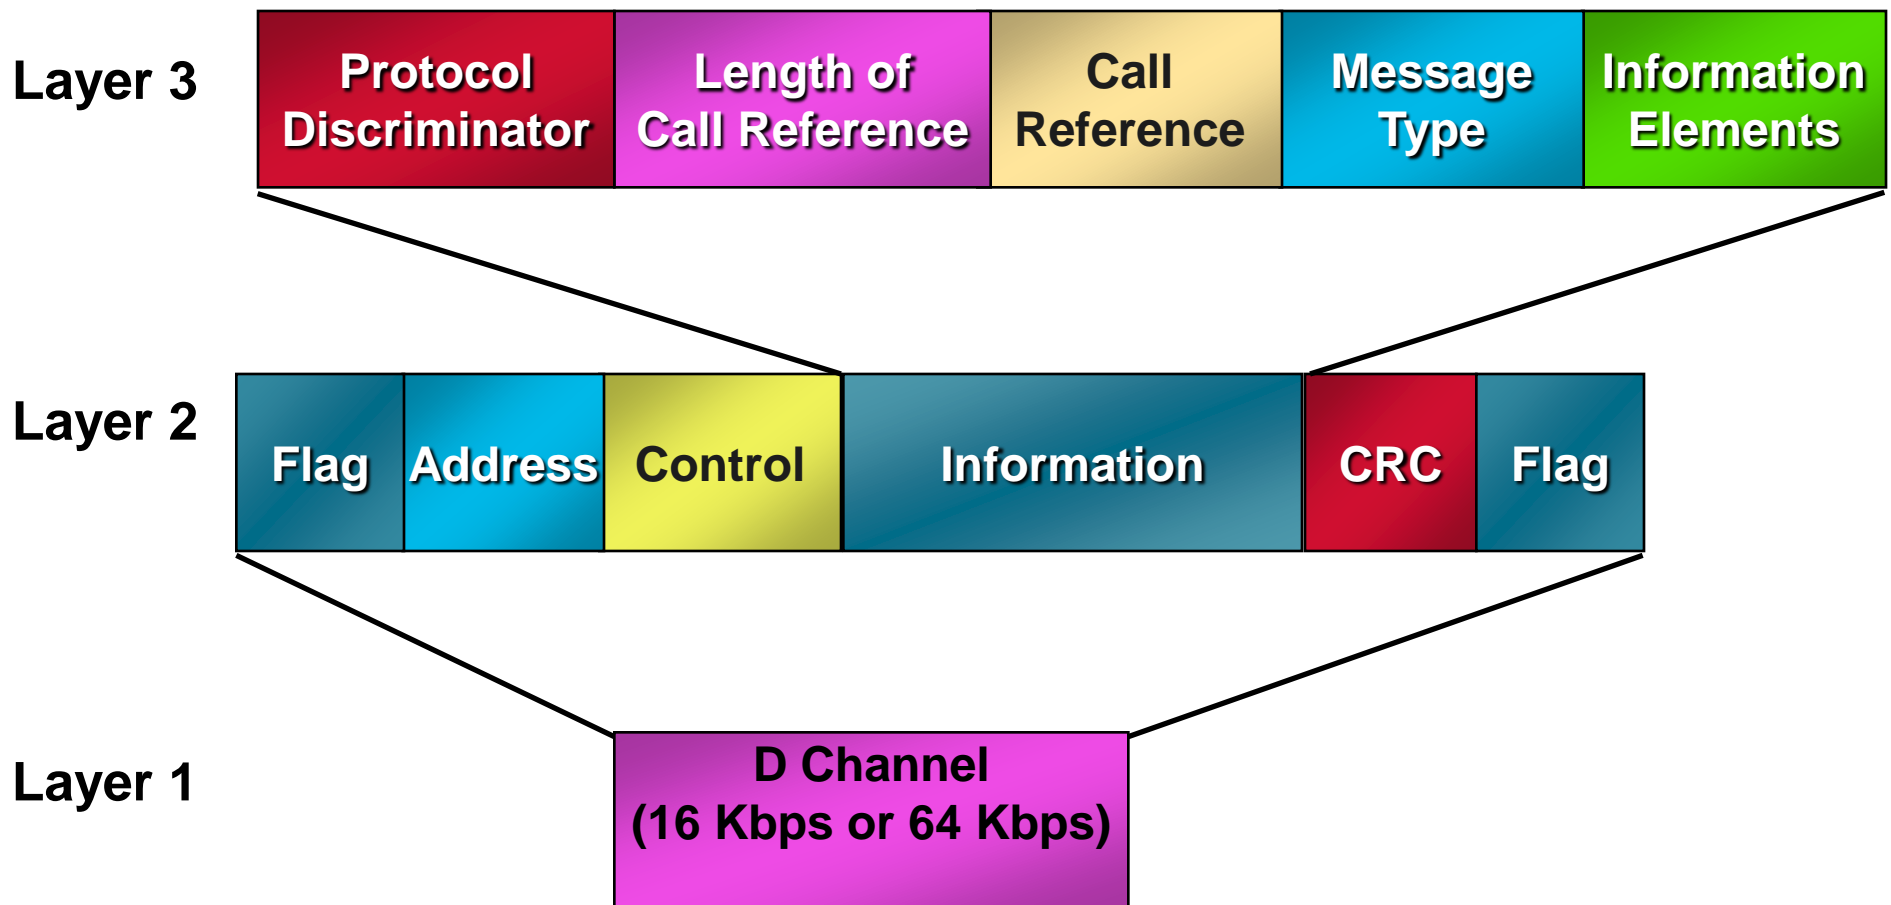 Layer 3
Protocol
Discriminator
Length of
Call Reference
Call
Reference
Message
Type
Information
Elements
Layer 2
Flag
Address
Control
Information
CRC
Flag
Layer 1
D Channel
(16 Kbps or 64 Kbps)